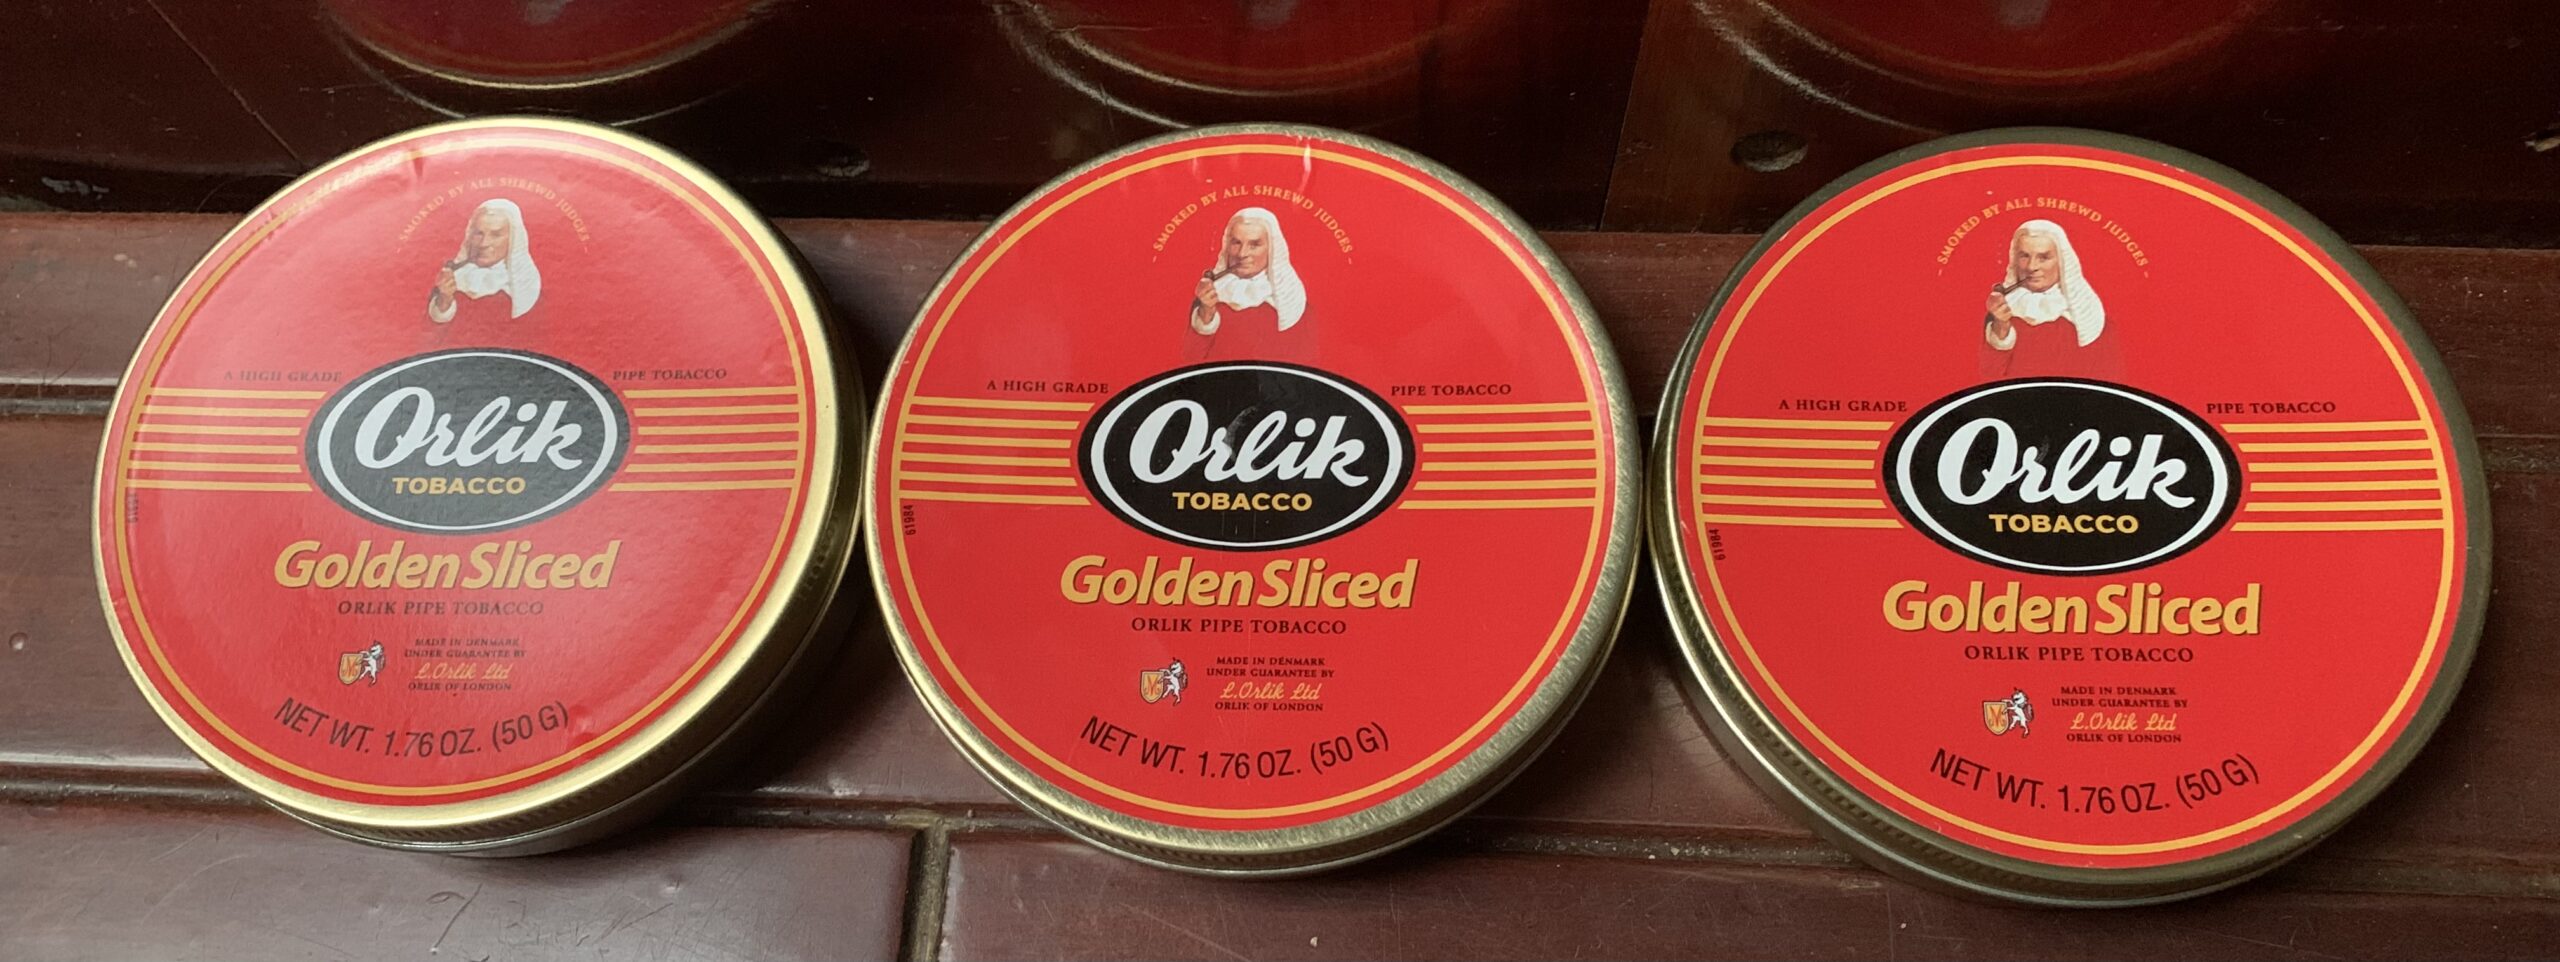 SMOKED BY ALL SHREWD JUDGES
A HIGH GRADE PIPE TOBACCO
Orlik
TOBACCO
Golden Sliced
ORLIK PIPE TOBACCO
MADE IN DENMARK
UNDER GUARANTEE BY
L.Orlik Ltd
ORLIK OF LONDON
NET WT. 1.76 OZ. (50 G)
61984
- SMOKED BY ALL SHREWD JUDGES -
A HIGH GRADE PIPE TOBACCO
Orlik
TOBACCO
61984
Golden Sliced
ORLIK PIPE TOBACCO
MADE IN DENMARK
UNDER GUARANTEE BY
L.Orlik Ltd
ORLIK OF LONDON
NET WT. 1.76 OZ. (50 G)
- SMOKED BY ALL SHREWD JUDGES -
A HIGH GRADE PIPE TOBACCO
Orlik
TOBACCO
61984
Golden Sliced
ORLIK PIPE TOBACCO
MADE IN DENMARK
UNDER GUARANTEE BY
L.Orlik Ltd
ORLIK OF LONDON
NET WT. 1.76 OZ. (50 G)